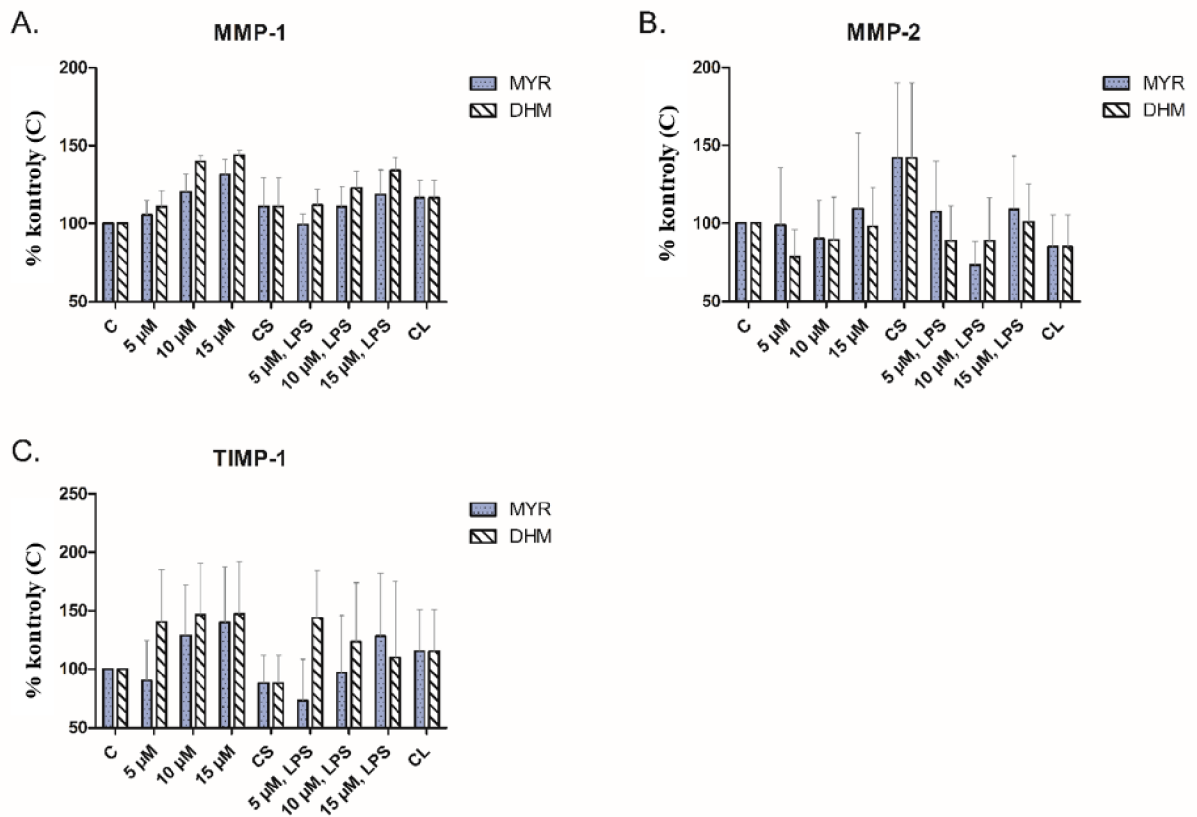 A.
MMP-1
% kontroly (C)
200
150
100
50
C
5 µM
10 µM
15 µM
CS
5 µM, LPS
10 µM, LPS
15 µM, LPS
CL
MYR
DHM
B.
MMP-2
% kontroly (C)
200
150
100
50
C
5 µM
10 µM
15 µM
CS
5 µM, LPS
10 µM, LPS
15 µM, LPS
CL
MYR
DHM
C.
TIMP-1
% kontroly (C)
250
200
150
100
50
C
5 µM
10 µM
15 µM
CS
5 µM, LPS
10 µM, LPS
15 µM, LPS
CL
MYR
DHM